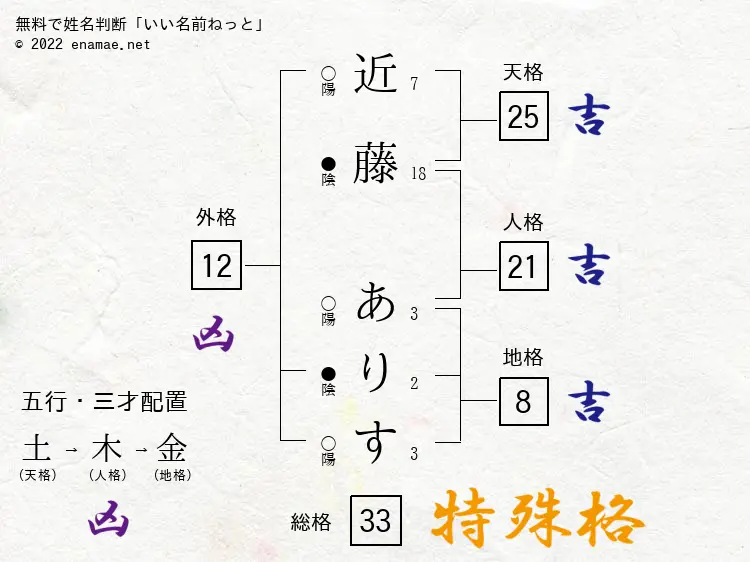 無料で姓名判断「いい名前ねっと」
© 2022 enamae.net
○陽 近 7
●陰 藤 18
○陽 あ 3
●陰 り 2
○陽 す 3
天格
25 吉
人格
21 吉
地格
8 吉
外格
12
凶
五行・三才配置
土→木→金
(天格) (人格) (地格)
凶
総格 33 特殊格